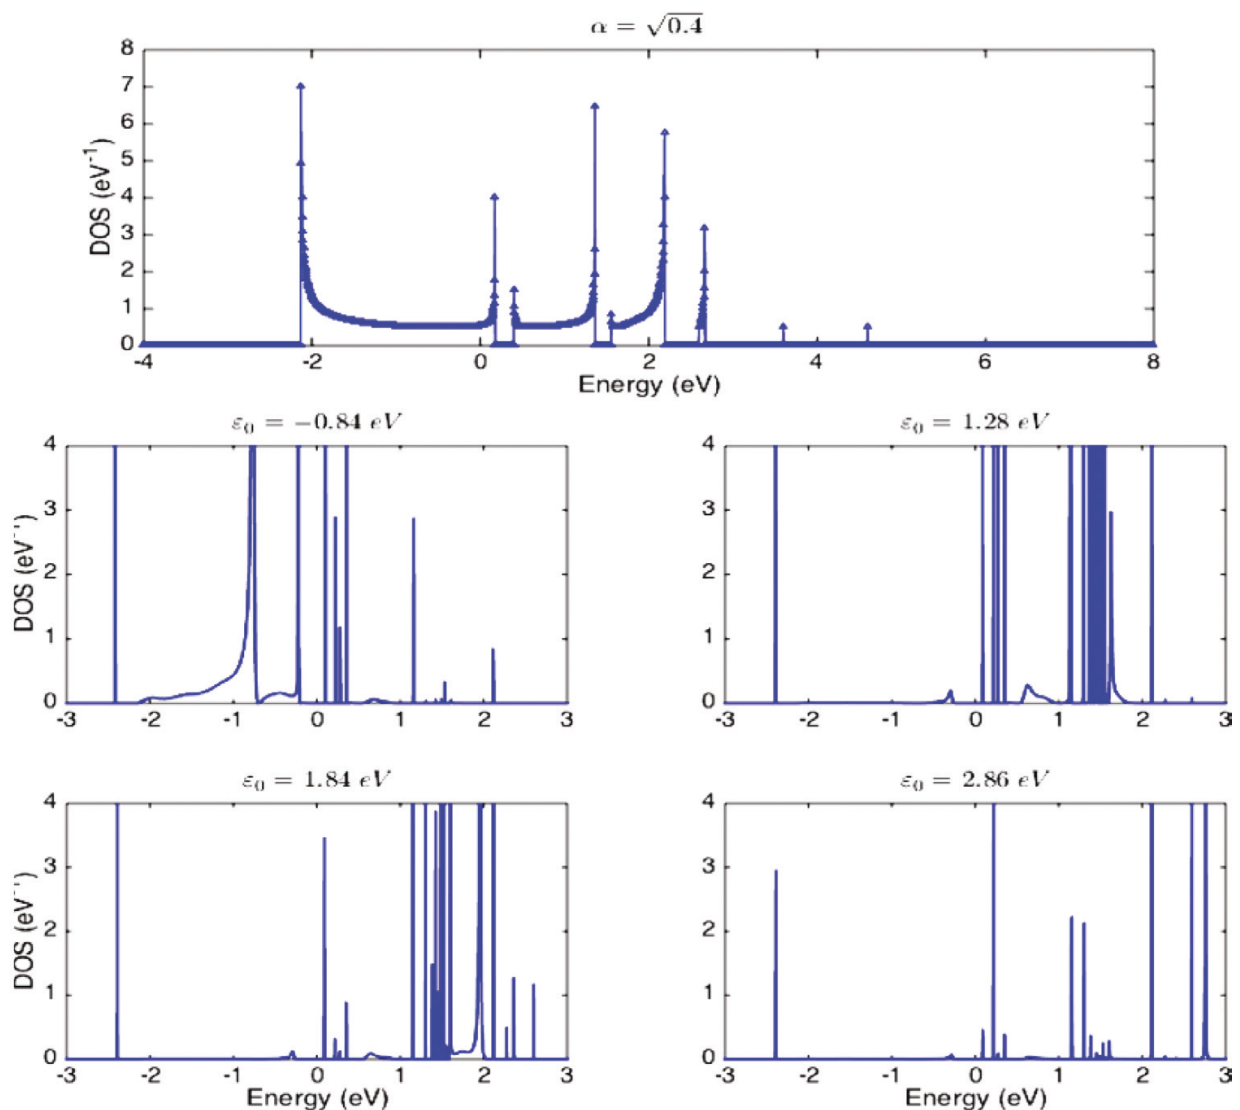 α = √0.4
8
7
6
5
4
3
2
1
0
DOS (eV⁻¹)
-4 -2 0 2 4 6 8
Energy (eV)
ε₀ = −0.84 eV
ε₀ = 1.28 eV
4
3
2
1
0
DOS (eV⁻
-3 -2 -1 0 1 2 3
4
3
2
1
0
-3 -2 -1 0 1 2 3
ε₀ = 1.84 eV
ε₀ = 2.86 eV
4
3
2
1
0
DOS (eV⁻
-3 -2 -1 0 1 2 3
Energy (eV)
4
3
2
1
0
-3 -2 -1 0 1 2 3
Energy (eV)